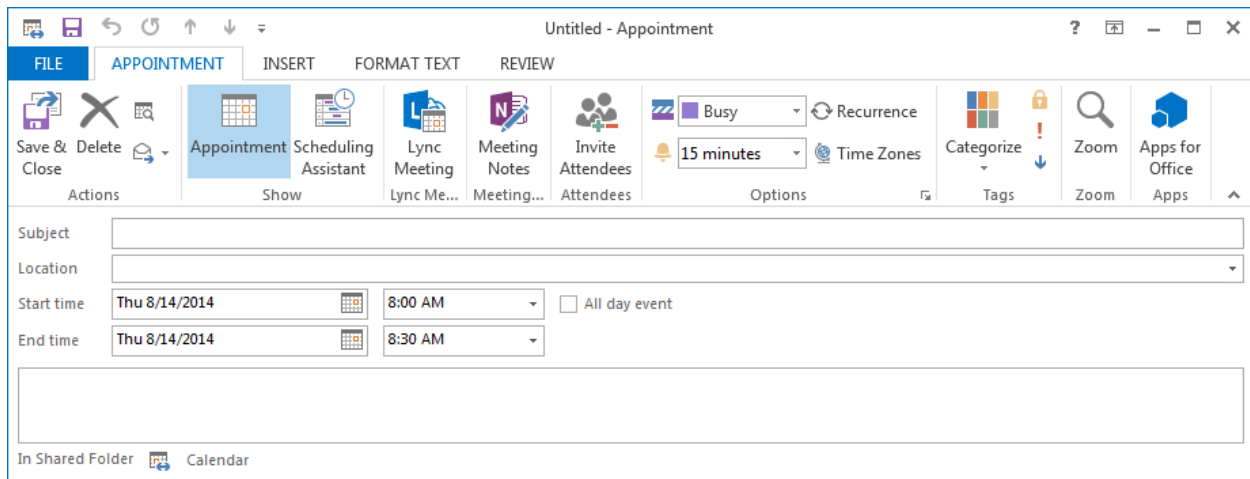 Untitled - Appointment
FILE APPOINTMENT INSERT FORMAT TEXT REVIEW
Save & Close
Delete
Actions
Appointment
Scheduling Assistant
Show
Lync Meeting
Lync Me...
Meeting Notes
Meeting...
Invite Attendees
Attendees
Busy
Recurrence
15 minutes
Time Zones
Options
Categorize
Tags
Zoom
Zoom
Apps for Office
Apps
Subject
Location
Start time Thu 8/14/2014 8:00 AM All day event
End time Thu 8/14/2014 8:30 AM
In Shared Folder Calendar